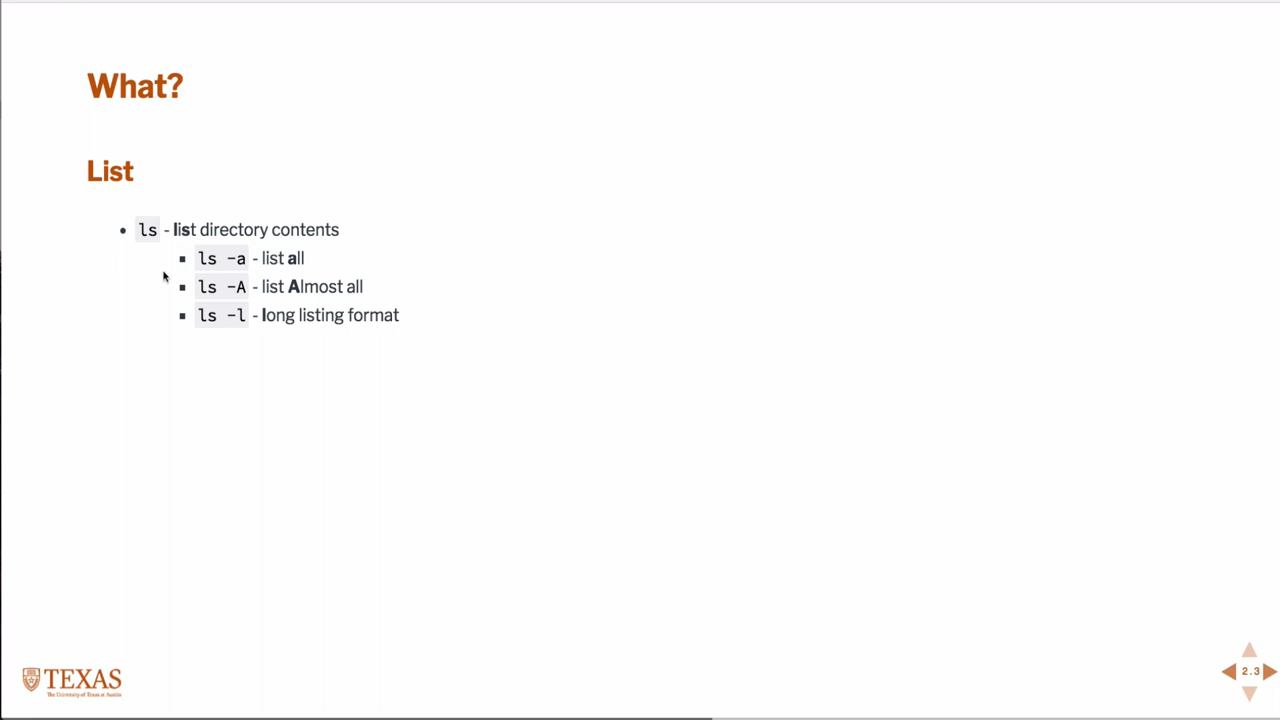 What?
List
ls - list directory contents
ls -a - list all
ls -A - list Almost all
ls -l - long listing format
TEXAS
The University of Texas at Austin
2.3